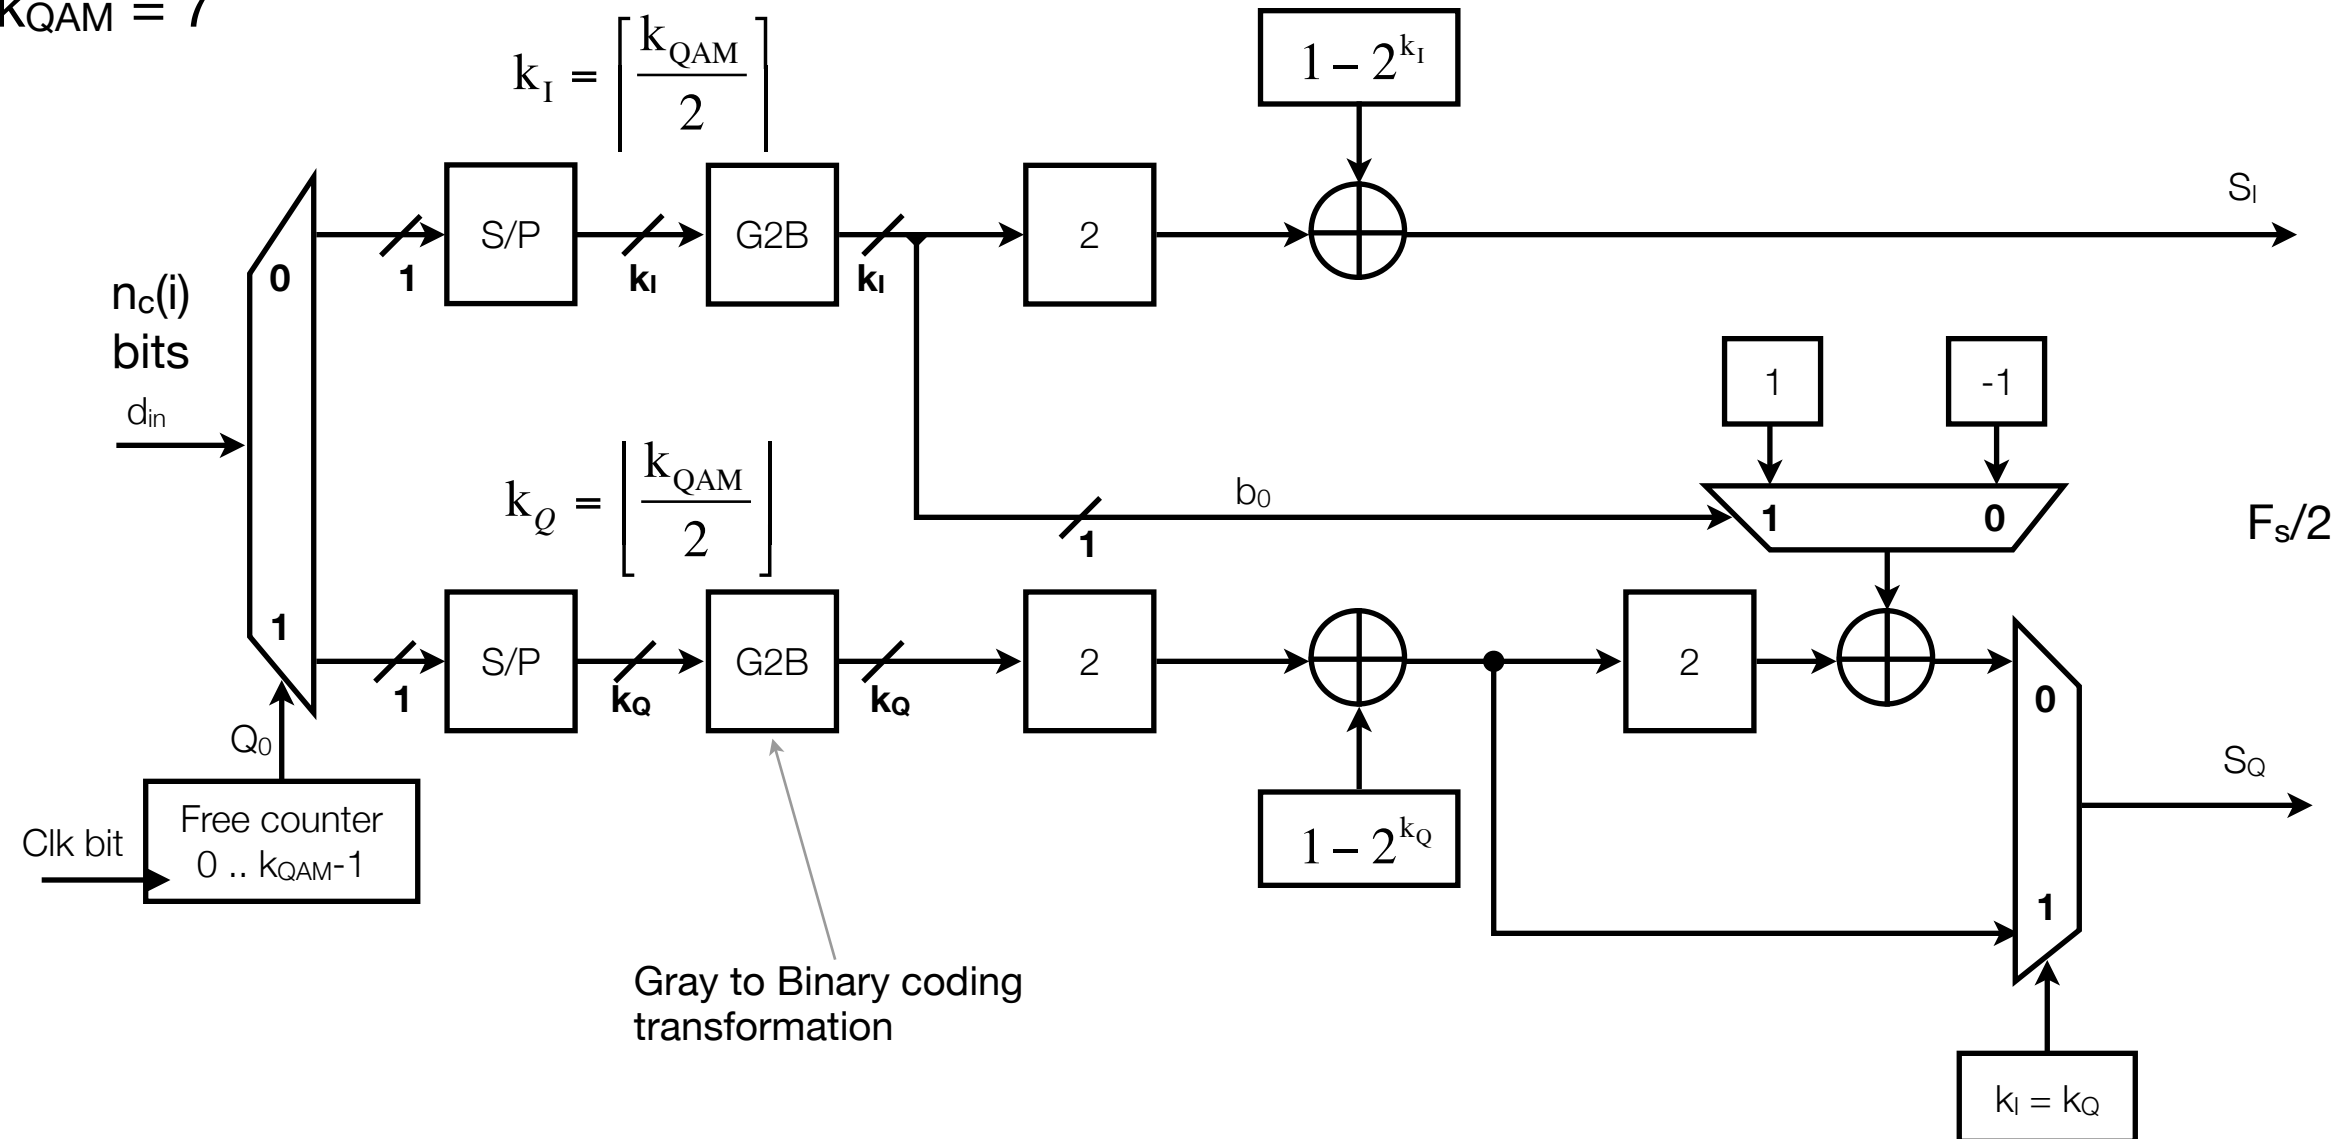 kQAM = 7
kI = ⌈kQAM / 2⌉
1 − 2^kI
S/P
G2B
2
SI
0
1
kI
kI
nc(i)
bits
1
-1
din
kQ = ⌊kQAM / 2⌋
b0
1
0
Fs/2
1
1
S/P
G2B
2
2
0
1
kQ
kQ
Q0
SQ
Free counter
0 .. kQAM-1
Clk bit
1 − 2^kQ
1
Gray to Binary coding
transformation
kI = kQ